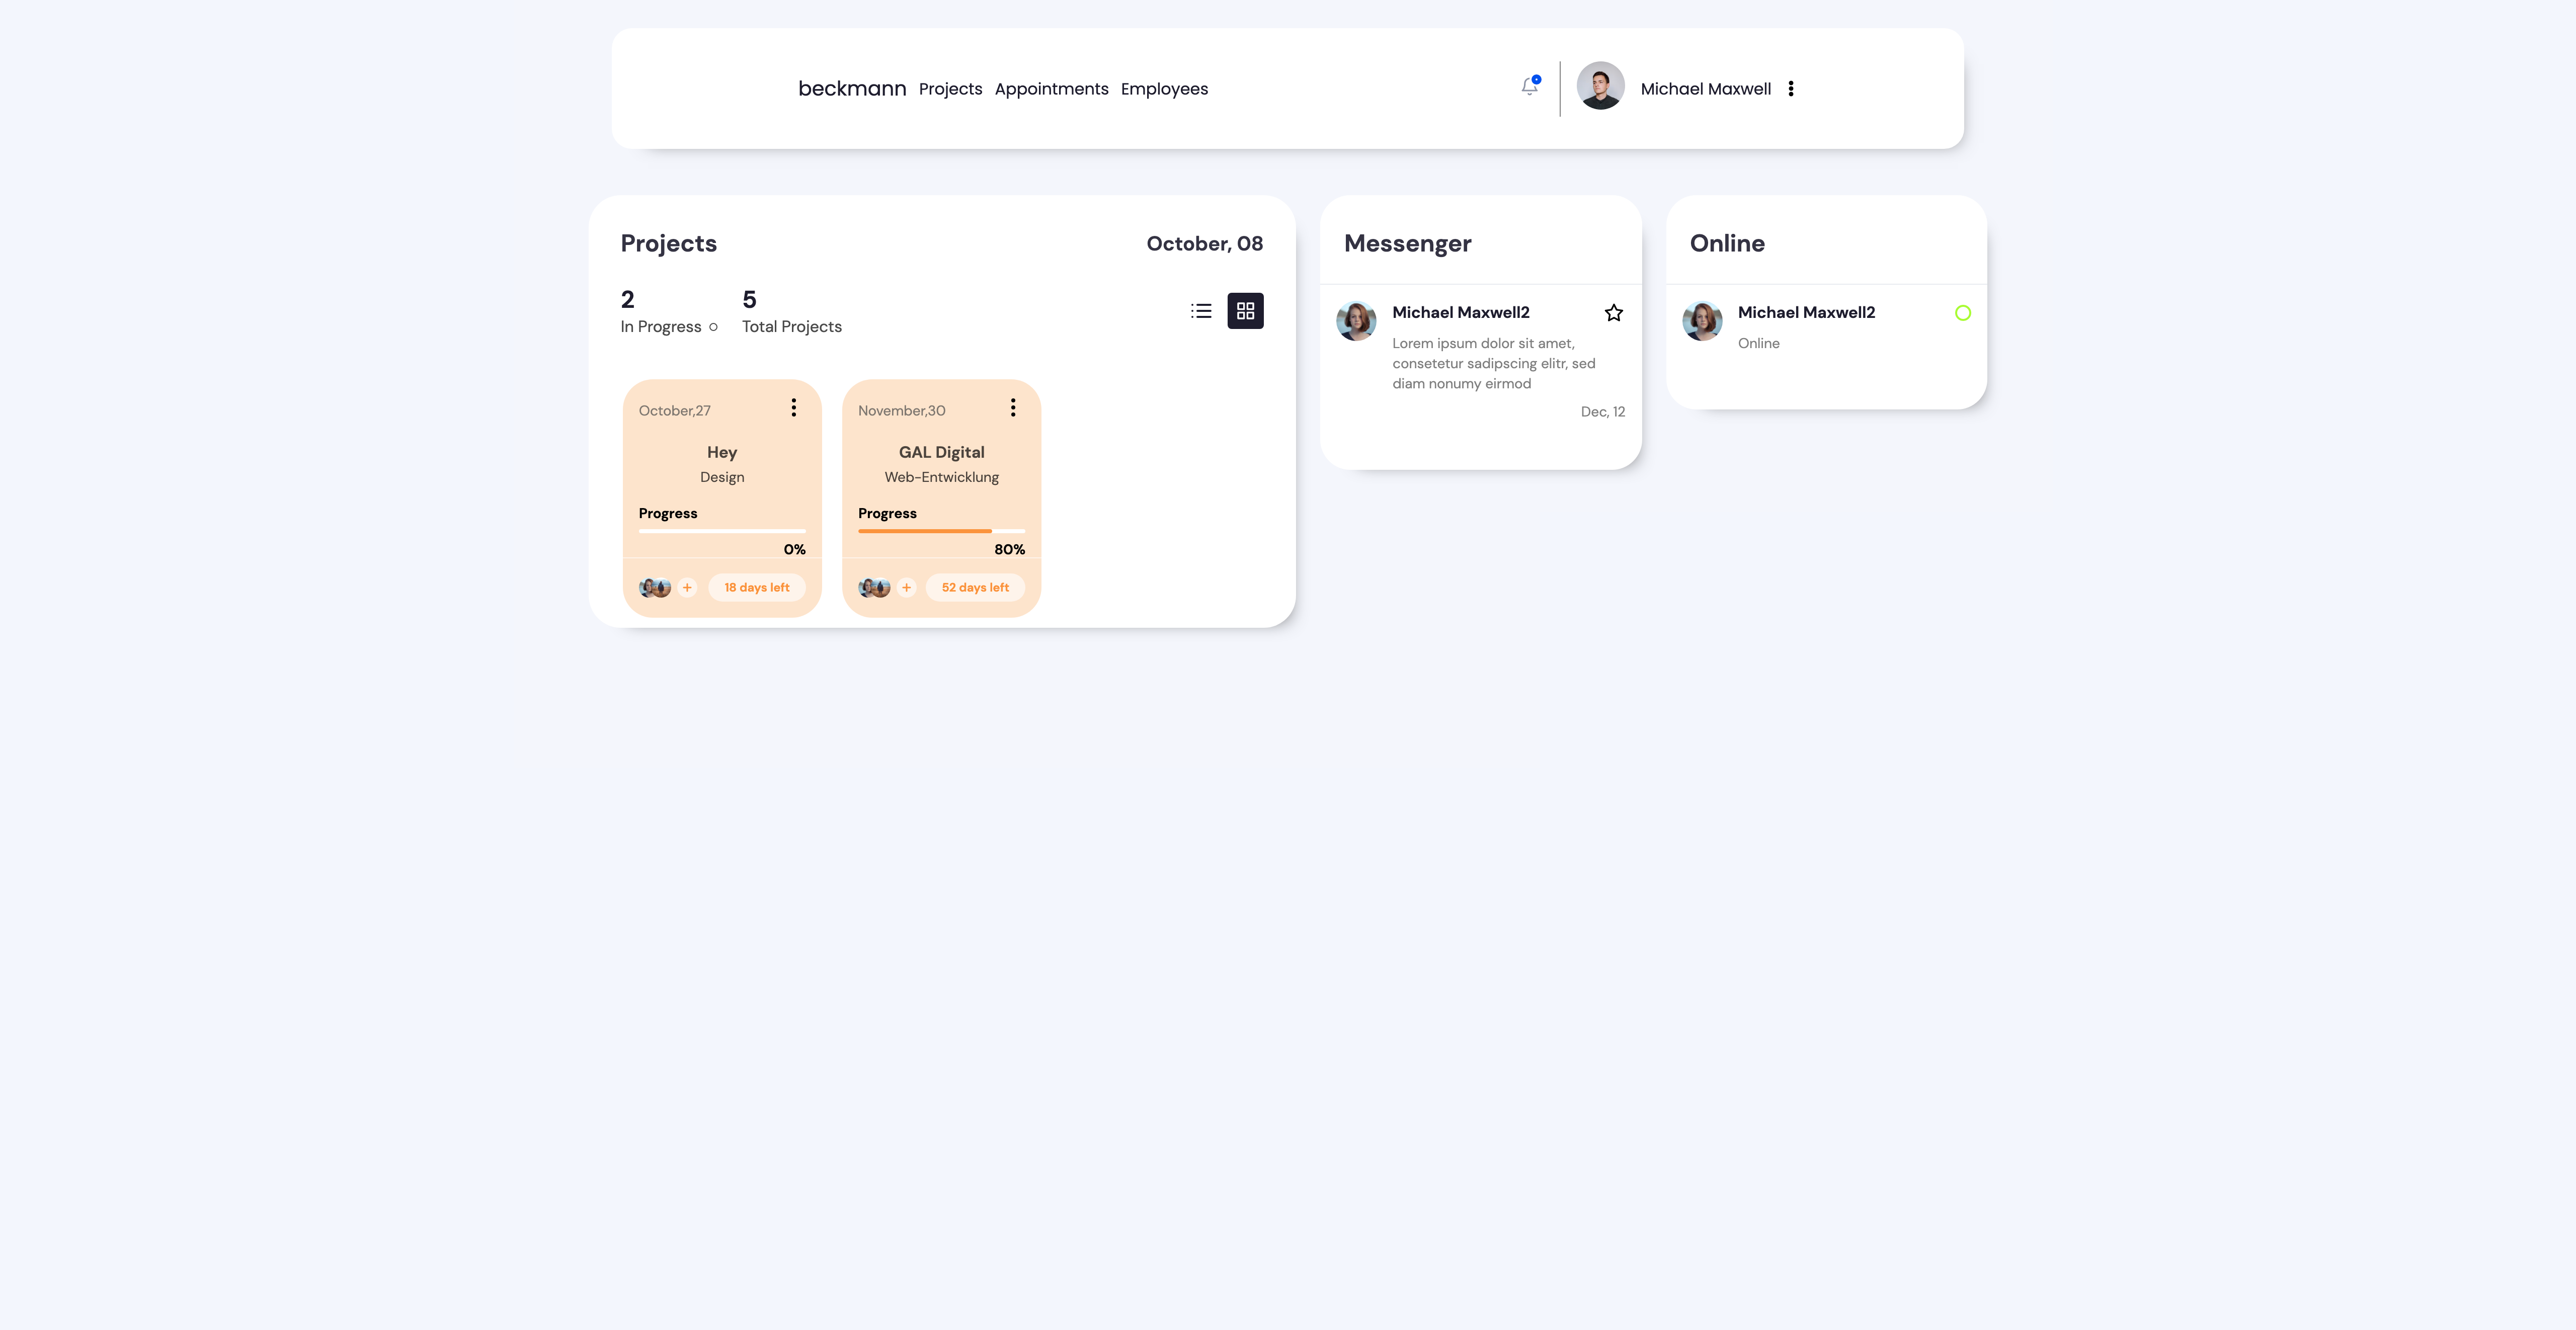 beckmann Projects Appointments Employees
Michael Maxwell
Projects
October, 08
2
In Progress
5
Total Projects
October,27
Hey
Design
Progress
0%
+
18 days left
November,30
GAL Digital
Web-Entwicklung
Progress
80%
+
52 days left
Messenger
Michael Maxwell2
Lorem ipsum dolor sit amet,
consetetur sadipscing elitr, sed
diam nonumy eirmod
Dec, 12
Online
Michael Maxwell2
Online